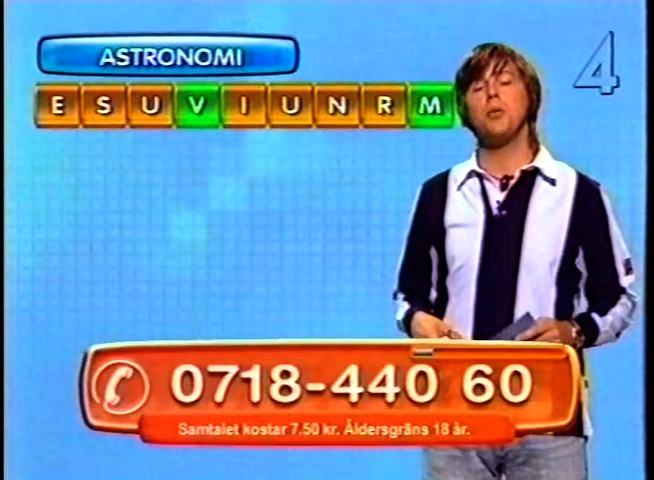 ASTRONOMI
4
E S U V I U N R M
0718-440 60
Samtalet kostar 7.50 kr. Åldersgräns 18 år.